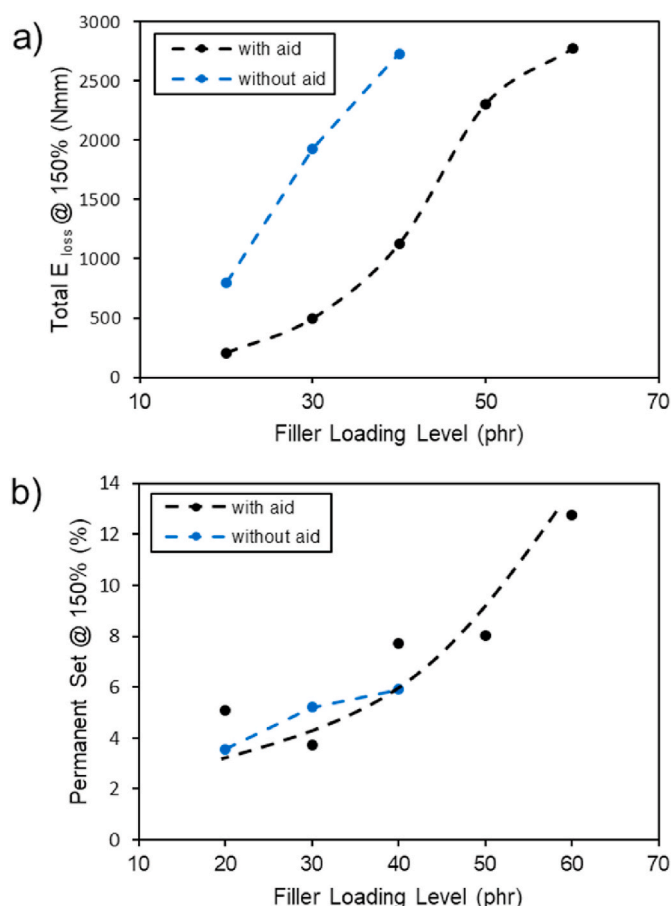 a)
Total E loss @ 150% (Nmm)
3000
2500
2000
1500
1000
500
0
with aid
without aid
10
30
50
70
Filler Loading Level (phr)
b)
Permanent Set @ 150% (%)
14
12
10
8
6
4
2
0
with aid
without aid
10
20
30
40
50
60
70
Filler Loading Level (phr)